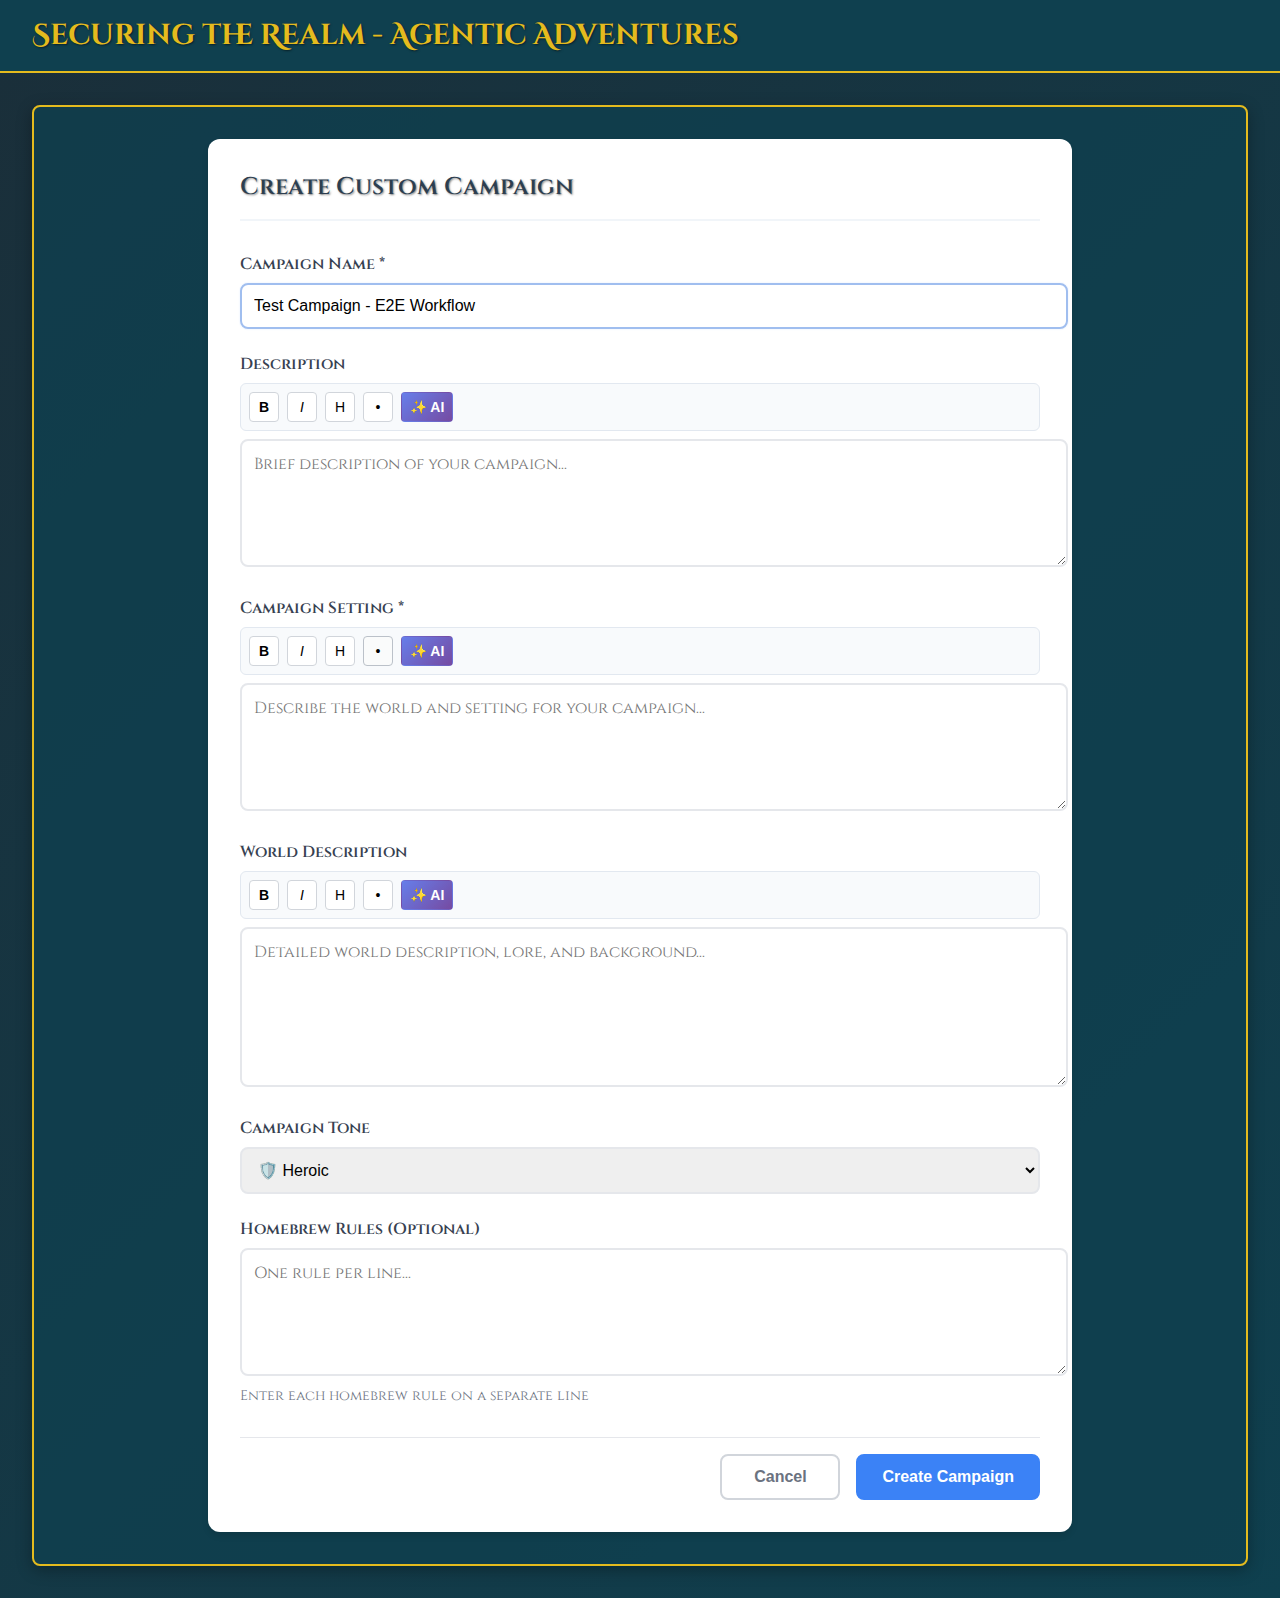 Securing the Realm - Agentic Adventures
Create Custom Campaign
Campaign Name *
Test Campaign - E2E Workflow
Description
B I H • ✨ AI
Brief description of your campaign...
Campaign Setting *
B I H • ✨ AI
Describe the world and setting for your campaign...
World Description
B I H • ✨ AI
Detailed world description, lore, and background...
Campaign Tone
🛡️ Heroic
Homebrew Rules (Optional)
One rule per line...
Enter each homebrew rule on a separate line
Cancel Create Campaign